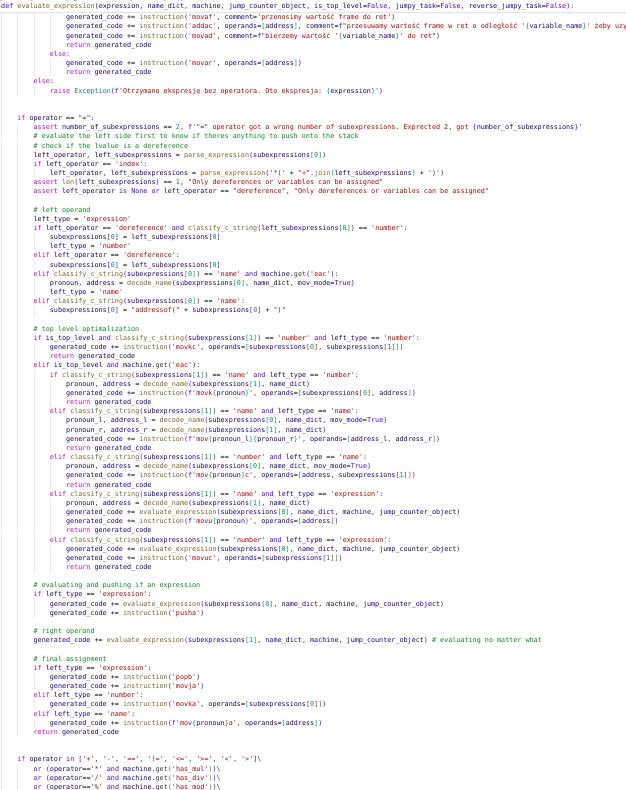 def evaluate_expression(expression, name_dict, machine, jump_counter_object, is_top_level=False, jumpy_task=False, reverse_jumpy_task=False):
generated_code += instruction('movaf', comment='przenosimy wartość frame do ret')
generated_code += instruction('addac', operands=[address], comment=f"przesuwamy wartość frame w ret o odległość '{variable_name}' żeby uzy
generated_code += instruction('movad', comment=f"bierzemy wartość '{variable_name}' do ret")
return generated_code
else:
generated_code += instruction('movar', operands=[address])
return generated_code
else:
raise Exception(f'Otrzymano ekspresję bez operatora. Oto ekspresja: {expression}')
if operator == "=":
assert number_of_subexpressions == 2, f'"=" operator got a wrong number of subexpressions. Exprected 2, got {number_of_subexpressions}'
# evaluate the left side first to know if theres anything to push onto the stack
# check if the lvalue is a dereference
left_operator, left_subexpressions = parse_expression(subexpressions[0])
if left_operator == 'index':
left_operator, left_subexpressions = parse_expression('*(' + "+".join(left_subexpressions) + ')')
assert len(left_subexpressions) == 1, "Only dereferences or variables can be assigned"
assert left_operator is None or left_operator == "dereference", "Only dereferences or variables can be assigned"
# left operand
left_type = 'expression'
if left_operator == 'dereference' and classify_c_string(left_subexpressions[0]) == 'number':
subexpressions[0] = left_subexpressions[0]
left_type = 'number'
elif left_operator == 'dereference':
subexpressions[0] = left_subexpressions[0]
elif classify_c_string(subexpressions[0]) == 'name' and machine.get('eac'):
pronoun, address = decode_name(subexpressions[0], name_dict, mov_mode=True)
left_type = 'name'
elif classify_c_string(subexpressions[0]) == 'name':
subexpressions[0] = "addressof(" + subexpressions[0] + ")"
# top level optimalization
if is_top_level and classify_c_string(subexpressions[1]) == 'number' and left_type == 'number':
generated_code += instruction('movkc', operands=[subexpressions[0], subexpressions[1]])
return generated_code
elif is_top_level and machine.get('eac'):
if classify_c_string(subexpressions[1]) == 'name' and left_type == 'number':
pronoun, address = decode_name(subexpressions[1], name_dict)
generated_code += instruction(f'movk{pronoun}', operands=[subexpressions[0], address])
return generated_code
elif classify_c_string(subexpressions[1]) == 'name' and left_type == 'name':
pronoun_l, address_l = decode_name(subexpressions[0], name_dict, mov_mode=True)
pronoun_r, address_r = decode_name(subexpressions[1], name_dict)
generated_code += instruction(f'mov{pronoun_l}{pronoun_r}', operands=[address_l, address_r])
return generated_code
elif classify_c_string(subexpressions[1]) == 'number' and left_type == 'name':
pronoun, address = decode_name(subexpressions[0], name_dict, mov_mode=True)
generated_code += instruction(f'mov{pronoun}c', operands=[address, subexpressions[1]])
return generated_code
elif classify_c_string(subexpressions[1]) == 'name' and left_type == 'expression':
pronoun, address = decode_name(subexpressions[1], name_dict)
generated_code += evaluate_expression(subexpressions[0], name_dict, machine, jump_counter_object)
generated_code += instruction(f'movu{pronoun}', operands=[address])
return generated_code
elif classify_c_string(subexpressions[1]) == 'number' and left_type == 'expression':
generated_code += evaluate_expression(subexpressions[0], name_dict, machine, jump_counter_object)
generated_code += instruction('movuc', operands=[subexpressions[1]])
return generated_code
# evaluating and pushing if an expression
if left_type == 'expression':
generated_code += evaluate_expression(subexpressions[0], name_dict, machine, jump_counter_object)
generated_code += instruction('pusha')
# right operand
generated_code += evaluate_expression(subexpressions[1], name_dict, machine, jump_counter_object) # evaluating no matter what
# final assignment
if left_type == 'expression':
generated_code += instruction('popb')
generated_code += instruction('movja')
elif left_type == 'number':
generated_code += instruction('movka', operands=[subexpressions[0]])
elif left_type == 'name':
generated_code += instruction(f'mov{pronoun}a', operands=[address])
return generated_code
if operator in ['+', '-', '==', '!=', '<=', '>=', '<', '>']\
or (operator=='*' and machine.get('has_mul'))\
or (operator=='/' and machine.get('has_div'))\
or (operator=='%' and machine.get('has_mod'))\